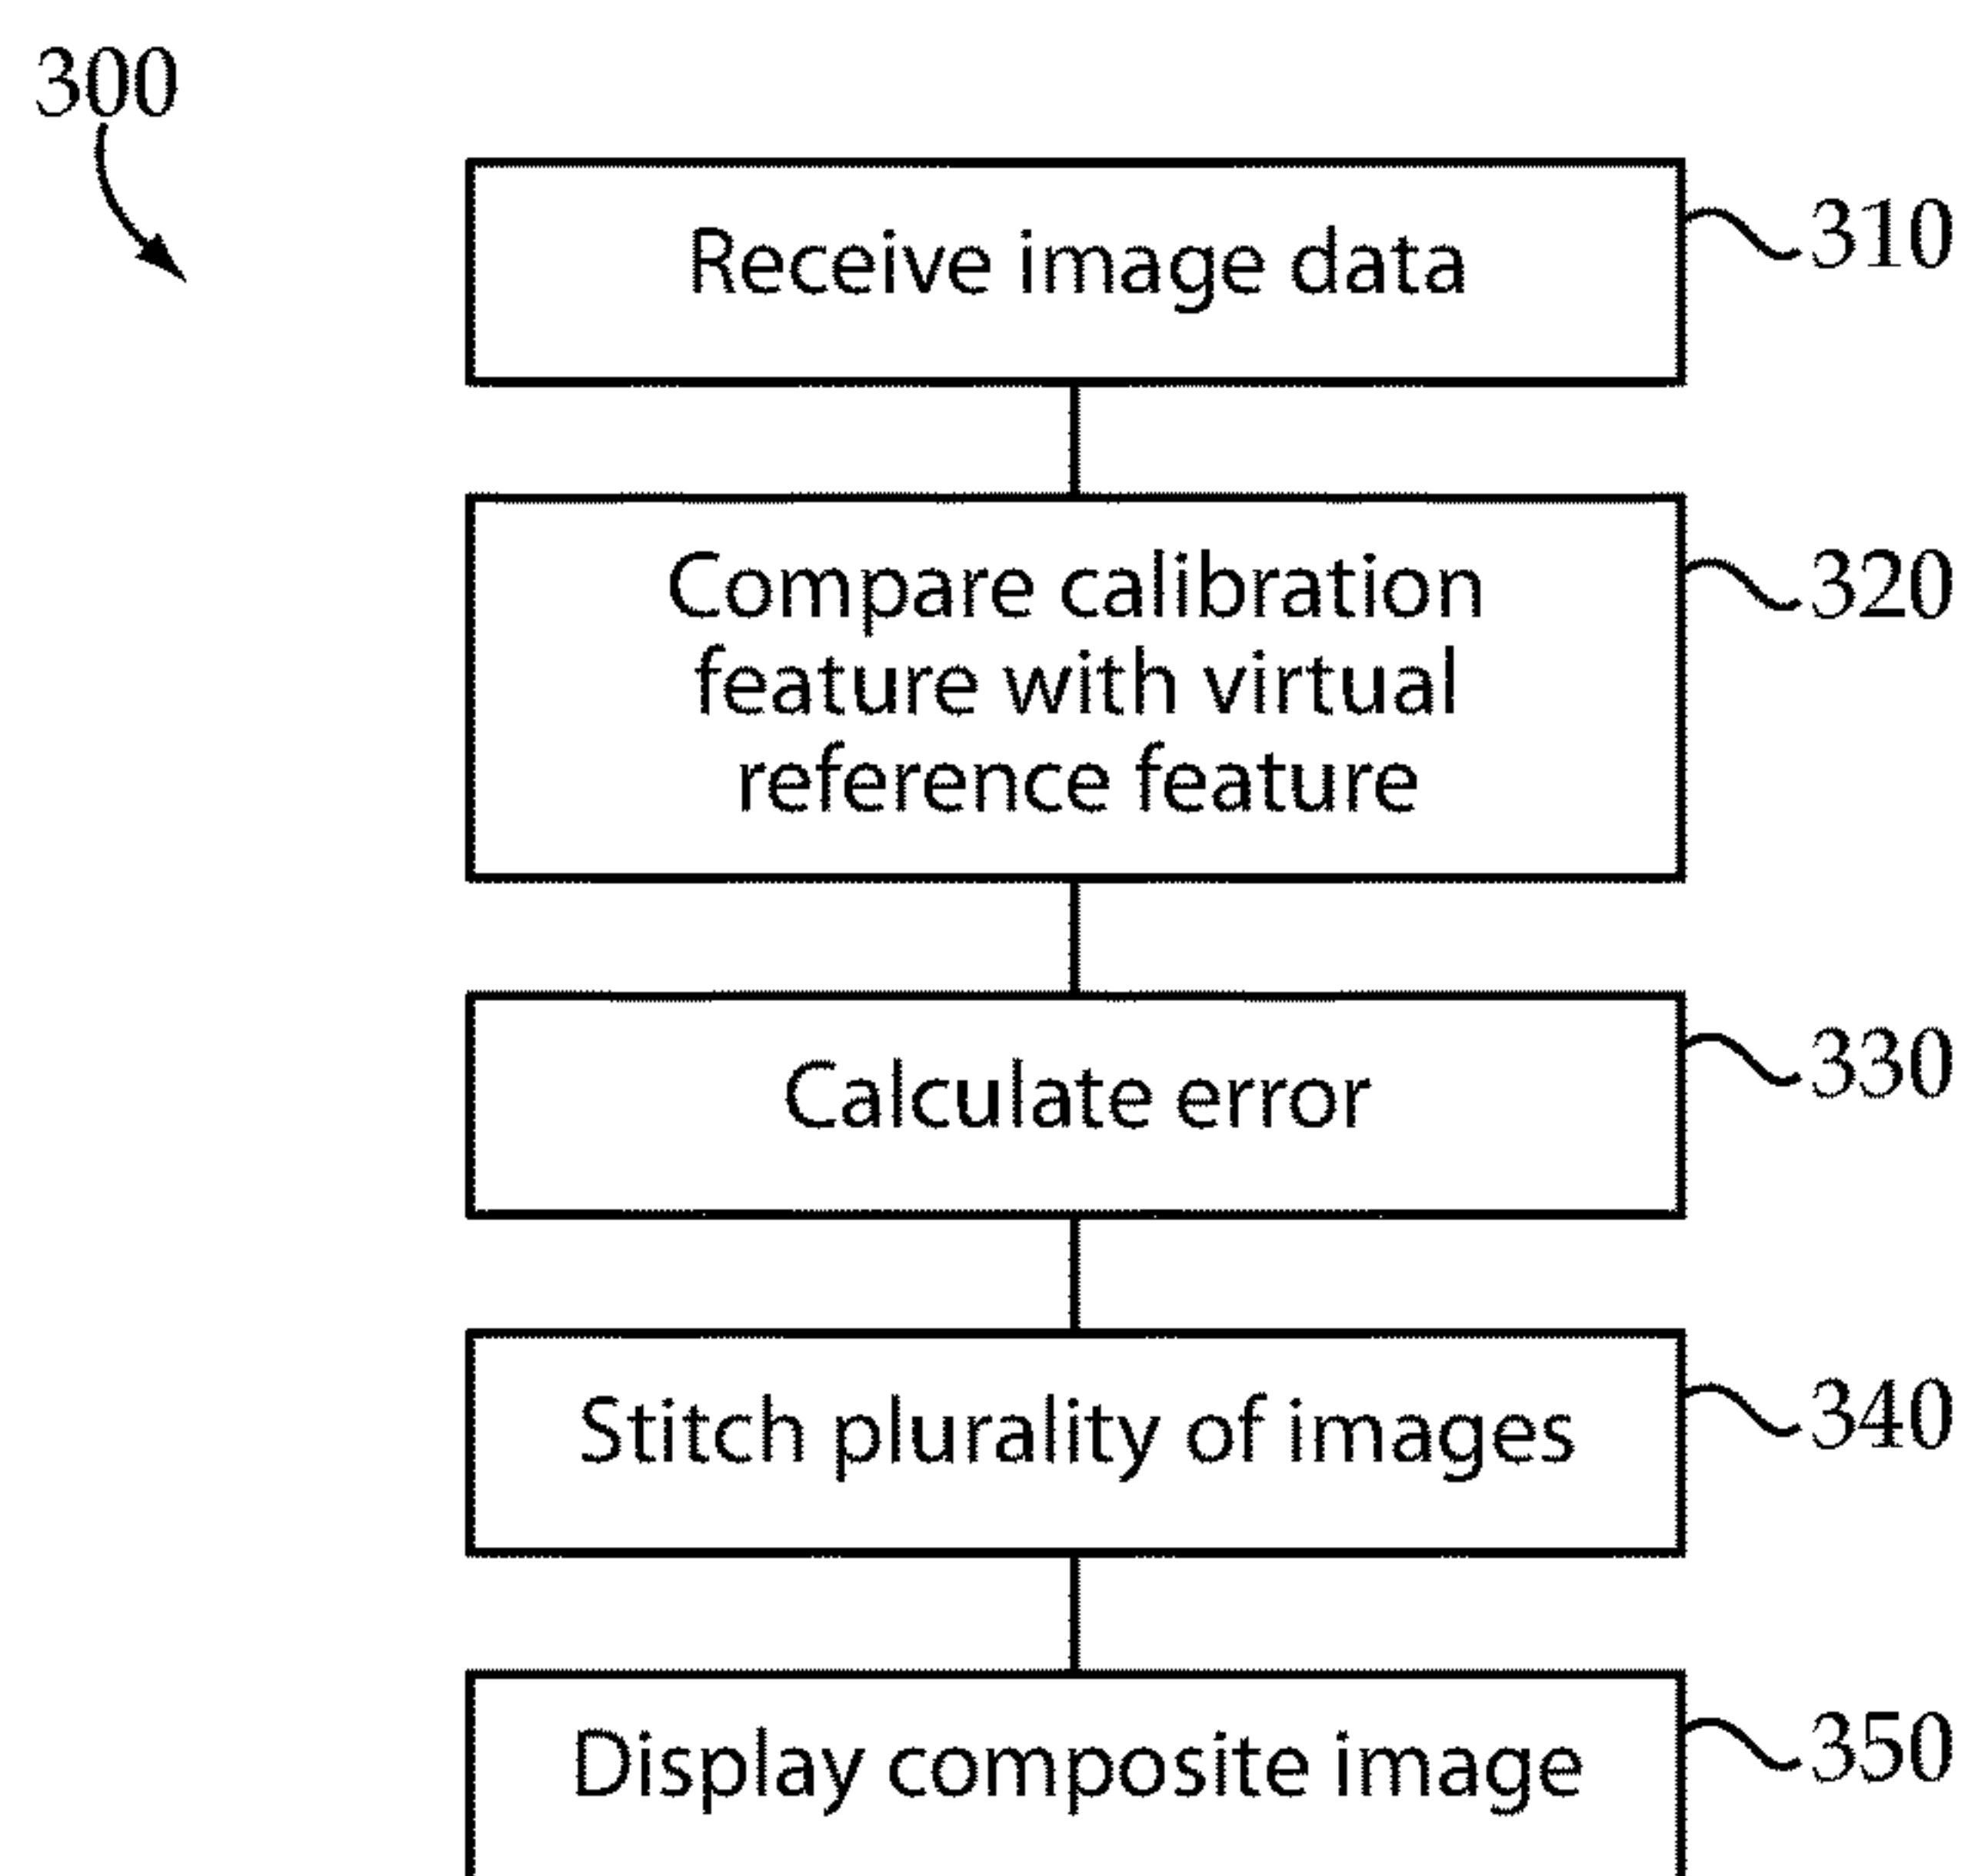 300
Receive image data
310
Compare calibration
feature with virtual
reference feature
320
Calculate error
330
Stitch plurality of images
340
Display composite image
350